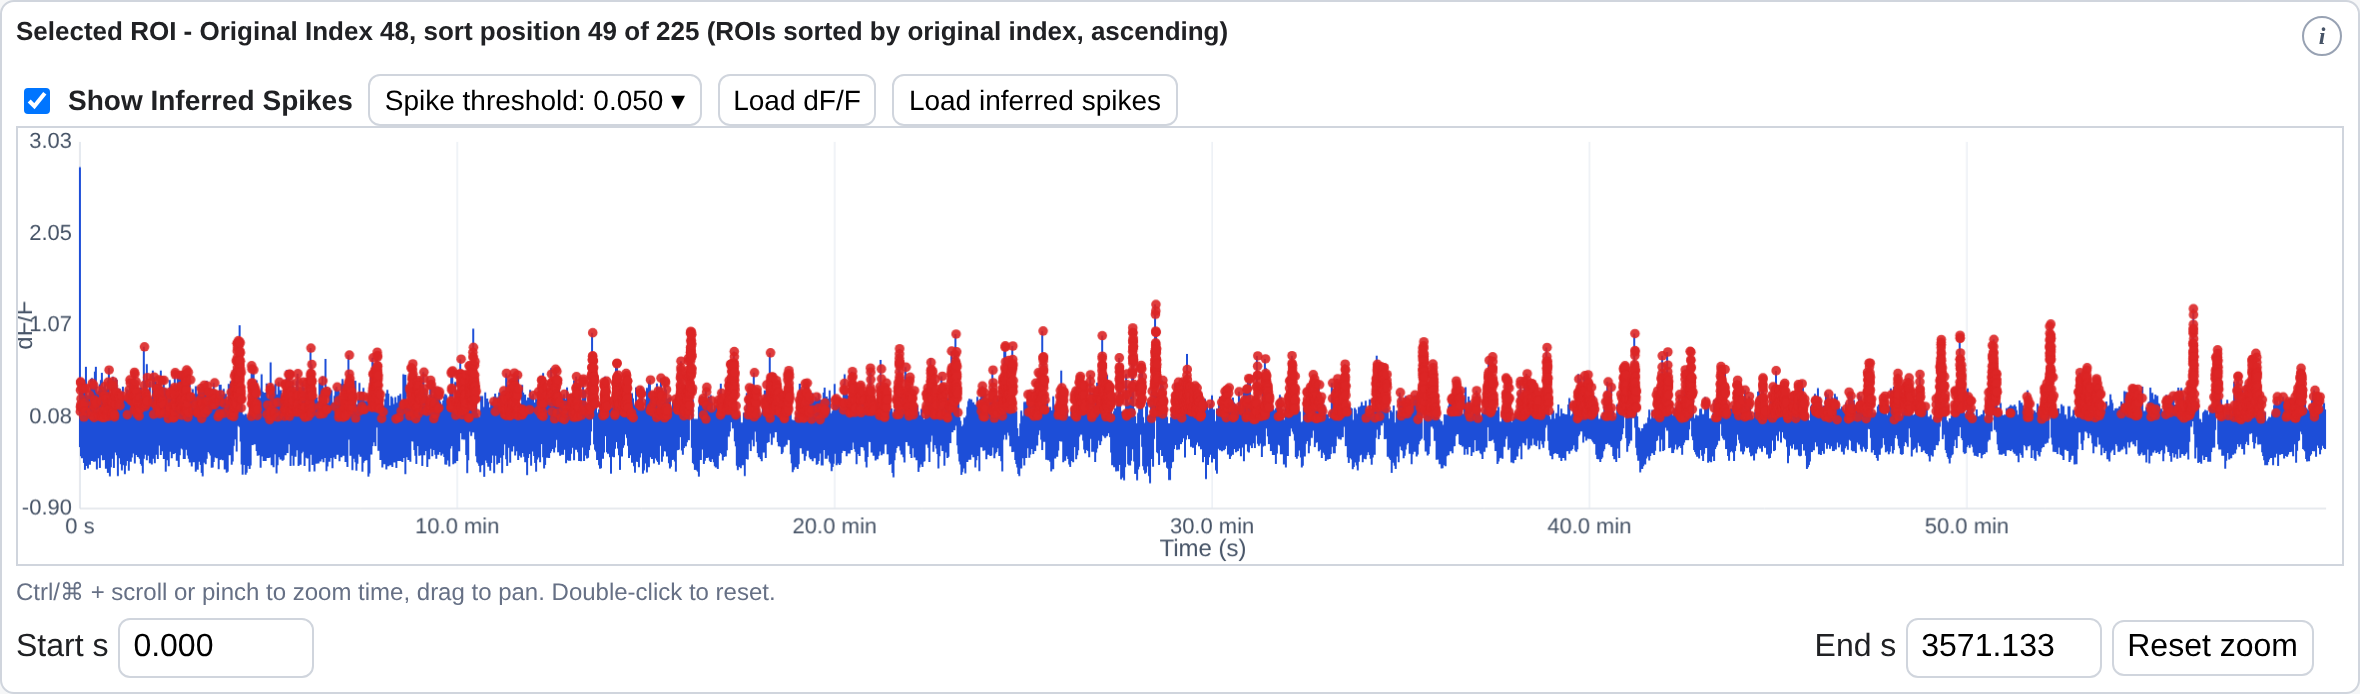 Selected ROI - Original Index 48, sort position 49 of 225 (ROIs sorted by original index, ascending)
i
Show Inferred Spikes
Spike threshold: 0.050 ▾
Load dF/F
Load inferred spikes
3.03
2.05
1.07
0.08
-0.90
dF/F
0 s
10.0 min
20.0 min
30.0 min
40.0 min
50.0 min
Time (s)
Ctrl/⌘ + scroll or pinch to zoom time, drag to pan. Double-click to reset.
Start s
0.000
End s
3571.133
Reset zoom